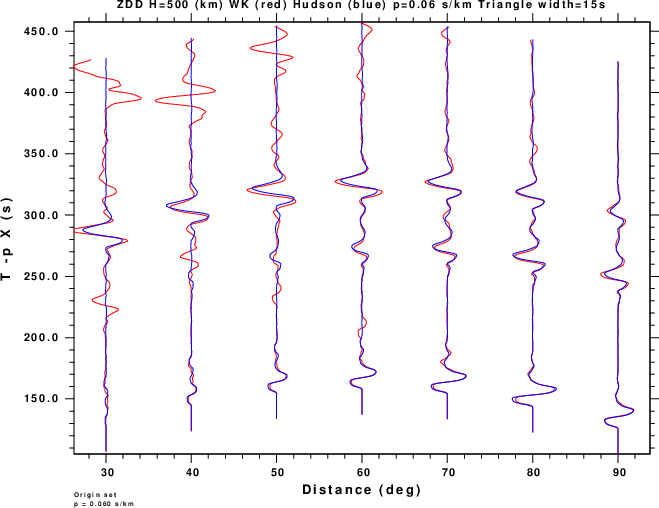 ZDD H=500 (km) WK (red) Hudson (blue) p=0.06 s/km Triangle width=15s
450.0
400.0
350.0
300.0
250.0
200.0
150.0
T -p X (s)
30 40 50 60 70 80 90
Distance (deg)
Origin set
p = 0.060 s/km